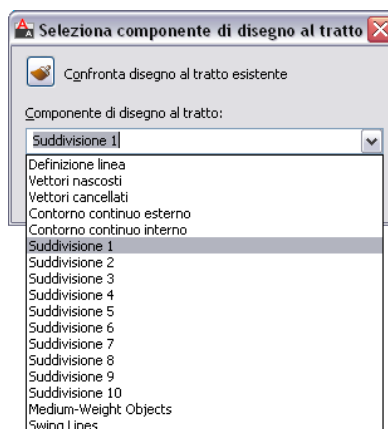 Seleziona componente di disegno al tratto
Confronta disegno al tratto esistente
Componente di disegno al tratto:
Suddivisione 1
Definizione linea
Vettori nascosti
Vettori cancellati
Contorno continuo esterno
Contorno continuo interno
Suddivisione 1
Suddivisione 2
Suddivisione 3
Suddivisione 4
Suddivisione 5
Suddivisione 6
Suddivisione 7
Suddivisione 8
Suddivisione 9
Suddivisione 10
Medium-Weight Objects
Swing Lines